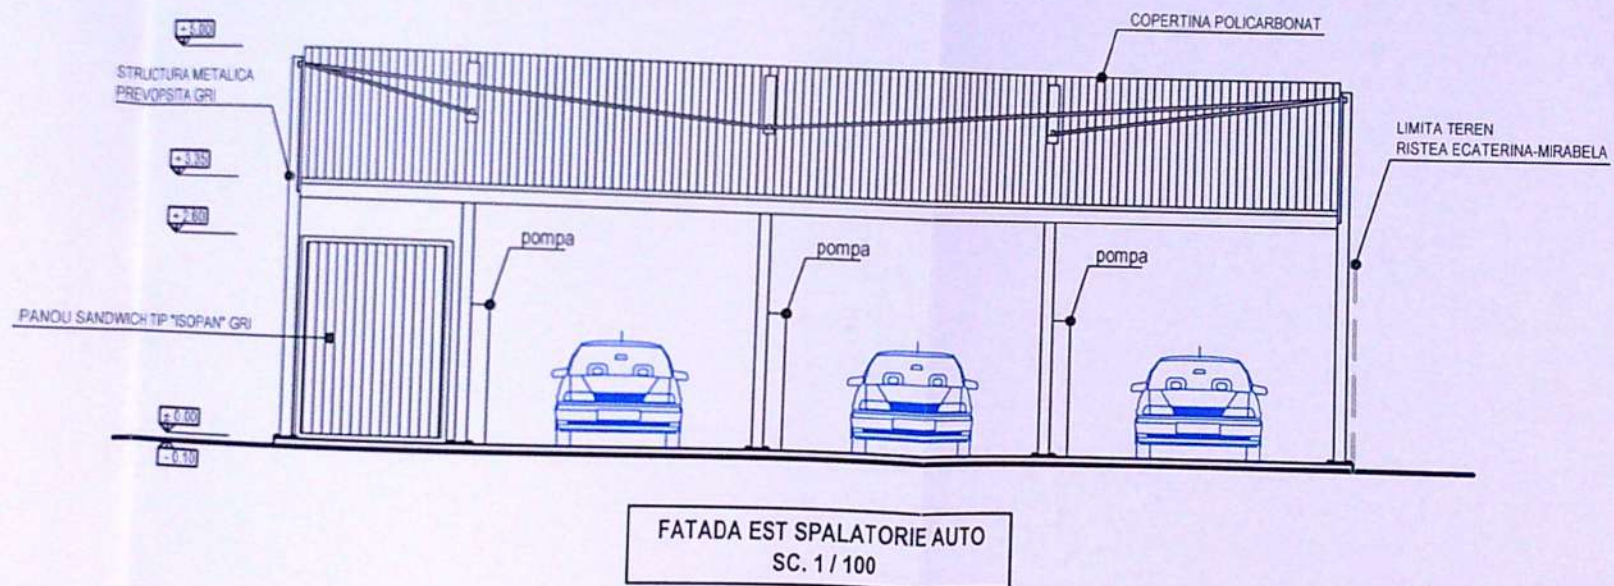 + 5.00
COPERTINA POLICARBONAT
STRUCTURA METALICA
PREVOPSITA GRI
LIMITA TEREN
RISTEA ECATERINA-MIRABELA
+ 3.35
+ 2.60
pompa
pompa
pompa
PANOU SANDWICH TIP "ISOPAN" GRI
± 0.00
- 0.10
FATADA EST SPALATORIE AUTO
SC. 1 / 100